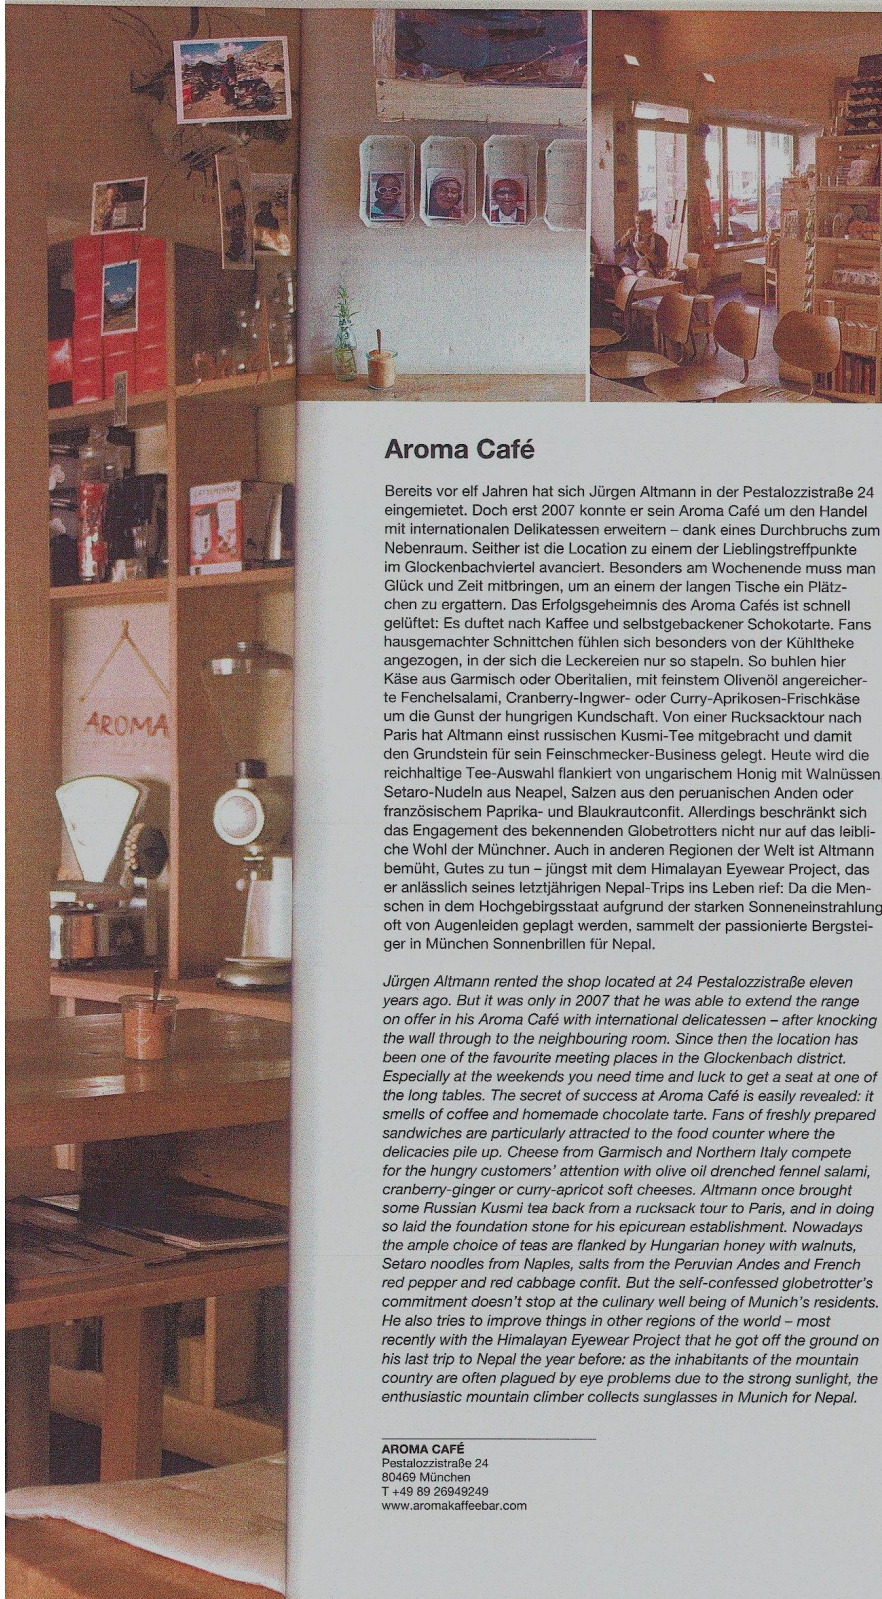 AROMA
Aroma Café
Bereits vor elf Jahren hat sich Jürgen Altmann in der Pestalozzistraße 24
eingemietet. Doch erst 2007 konnte er sein Aroma Café um den Handel
mit internationalen Delikatessen erweitern – dank eines Durchbruchs zum
Nebenraum. Seither ist die Location zu einem der Lieblingstreffpunkte
im Glockenbachviertel avanciert. Besonders am Wochenende muss man
Glück und Zeit mitbringen, um an einem der langen Tische ein Plätz-
chen zu ergattern. Das Erfolgsgeheimnis des Aroma Cafés ist schnell
gelüftet: Es duftet nach Kaffee und selbstgebackener Schokotarte. Fans
hausgemachter Schnittchen fühlen sich besonders von der Kühltheke
angezogen, in der sich die Leckereien nur so stapeln. So buhlen hier
Käse aus Garmisch oder Oberitalien, mit feinstem Olivenöl angereicher-
te Fenchelsalami, Cranberry-Ingwer- oder Curry-Aprikosen-Frischkäse
um die Gunst der hungrigen Kundschaft. Von einer Rucksacktour nach
Paris hat Altmann einst russischen Kusmi-Tee mitgebracht und damit
den Grundstein für sein Feinschmecker-Business gelegt. Heute wird die
reichhaltige Tee-Auswahl flankiert von ungarischem Honig mit Walnüssen
Setaro-Nudeln aus Neapel, Salzen aus den peruanischen Anden oder
französischem Paprika- und Blaukrautconfit. Allerdings beschränkt sich
das Engagement des bekennenden Globetrotters nicht nur auf das leibli-
che Wohl der Münchner. Auch in anderen Regionen der Welt ist Altmann
bemüht, Gutes zu tun – jüngst mit dem Himalayan Eyewear Project, das
er anlässlich seines letztjährigen Nepal-Trips ins Leben rief: Da die Men-
schen in dem Hochgebirgsstaat aufgrund der starken Sonneneinstrahlung
oft von Augenleiden geplagt werden, sammelt der passionierte Bergstei-
ger in München Sonnenbrillen für Nepal.
Jürgen Altmann rented the shop located at 24 Pestalozzistraße eleven
years ago. But it was only in 2007 that he was able to extend the range
on offer in his Aroma Café with international delicatessen – after knocking
the wall through to the neighbouring room. Since then the location has
been one of the favourite meeting places in the Glockenbach district.
Especially at the weekends you need time and luck to get a seat at one of
the long tables. The secret of success at Aroma Café is easily revealed: it
smells of coffee and homemade chocolate tarte. Fans of freshly prepared
sandwiches are particularly attracted to the food counter where the
delicacies pile up. Cheese from Garmisch and Northern Italy compete
for the hungry customers' attention with olive oil drenched fennel salami,
cranberry-ginger or curry-apricot soft cheeses. Altmann once brought
some Russian Kusmi tea back from a rucksack tour to Paris, and in doing
so laid the foundation stone for his epicurean establishment. Nowadays
the ample choice of teas are flanked by Hungarian honey with walnuts,
Setaro noodles from Naples, salts from the Peruvian Andes and French
red pepper and red cabbage confit. But the self-confessed globetrotter's
commitment doesn't stop at the culinary well being of Munich's residents.
He also tries to improve things in other regions of the world – most
recently with the Himalayan Eyewear Project that he got off the ground on
his last trip to Nepal the year before: as the inhabitants of the mountain
country are often plagued by eye problems due to the strong sunlight, the
enthusiastic mountain climber collects sunglasses in Munich for Nepal.
AROMA CAFÉ
Pestalozzistraße 24
80469 München
T +49 89 26949249
www.aromakaffeebar.com